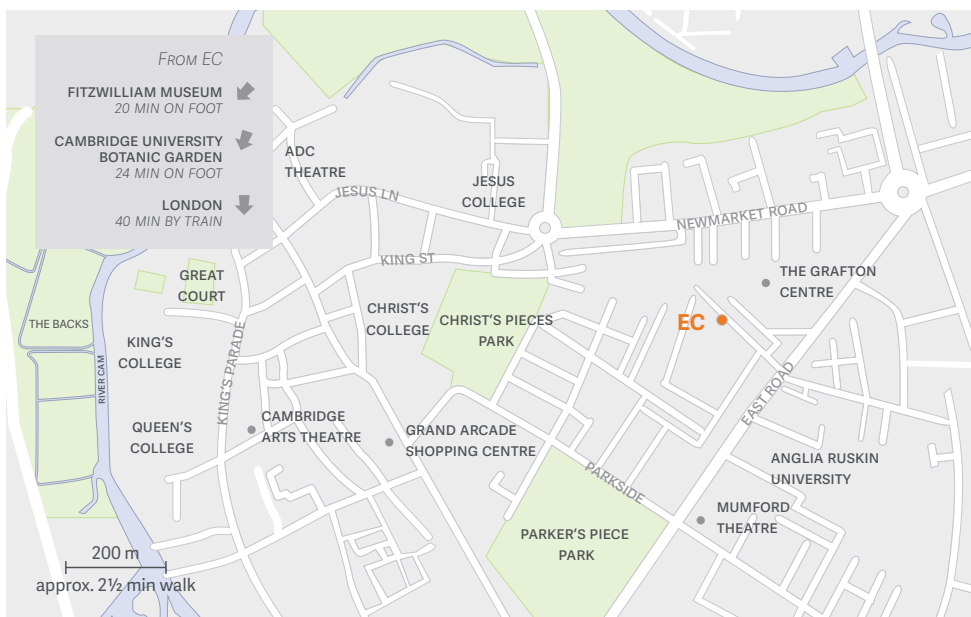 FROM EC
FITZWILLIAM MUSEUM
20 MIN ON FOOT
CAMBRIDGE UNIVERSITY
BOTANIC GARDEN
24 MIN ON FOOT
LONDON
40 MIN BY TRAIN
ADC
THEATRE
JESUS LN
JESUS
COLLEGE
NEWMARKET ROAD
KING ST
GREAT
COURT
THE GRAFTON
CENTRE
CHRIST'S
COLLEGE
CHRIST'S PIECES
PARK
EC
THE BACKS
KING'S
COLLEGE
RIVER CAM
KING'S PARADE
EAST ROAD
QUEEN'S
COLLEGE
CAMBRIDGE
ARTS THEATRE
GRAND ARCADE
SHOPPING CENTRE
PARKSIDE
ANGLIA RUSKIN
UNIVERSITY
MUMFORD
THEATRE
PARKER'S PIECE
PARK
200 m
approx. 2½ min walk